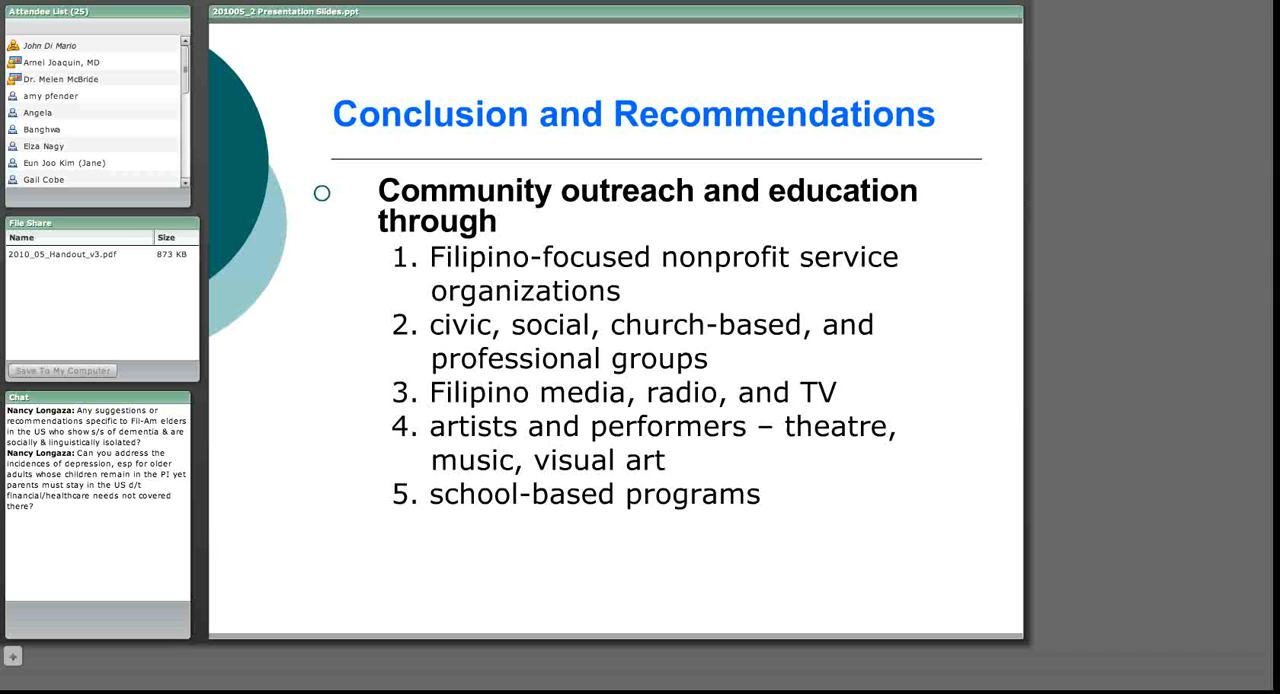 Attendee List (25)
John Di Mario
Arnel Joaquin, MD
Dr. Melen McBride
amy pfender
Angela
Banghwa
Elza Nagy
Eun Joo Kim (Jane)
Gail Cobe
File Share
Name Size
2010_05_Handout_v3.pdf 873 KB
Save To My Computer
Chat
Nancy Longaza: Any suggestions or
recommendations specific to Fil-Am elders
in the US who show s/s of dementia & are
socially & linguistically isolated?
Nancy Longaza: Can you address the
incidences of depression, esp for older
adults whose children remain in the PI yet
parents must stay in the US d/t
financial/healthcare needs not covered
there?
201005_2 Presentation Slides.ppt
Conclusion and Recommendations
Community outreach and education
through
1. Filipino-focused nonprofit service
organizations
2. civic, social, church-based, and
professional groups
3. Filipino media, radio, and TV
4. artists and performers – theatre,
music, visual art
5. school-based programs